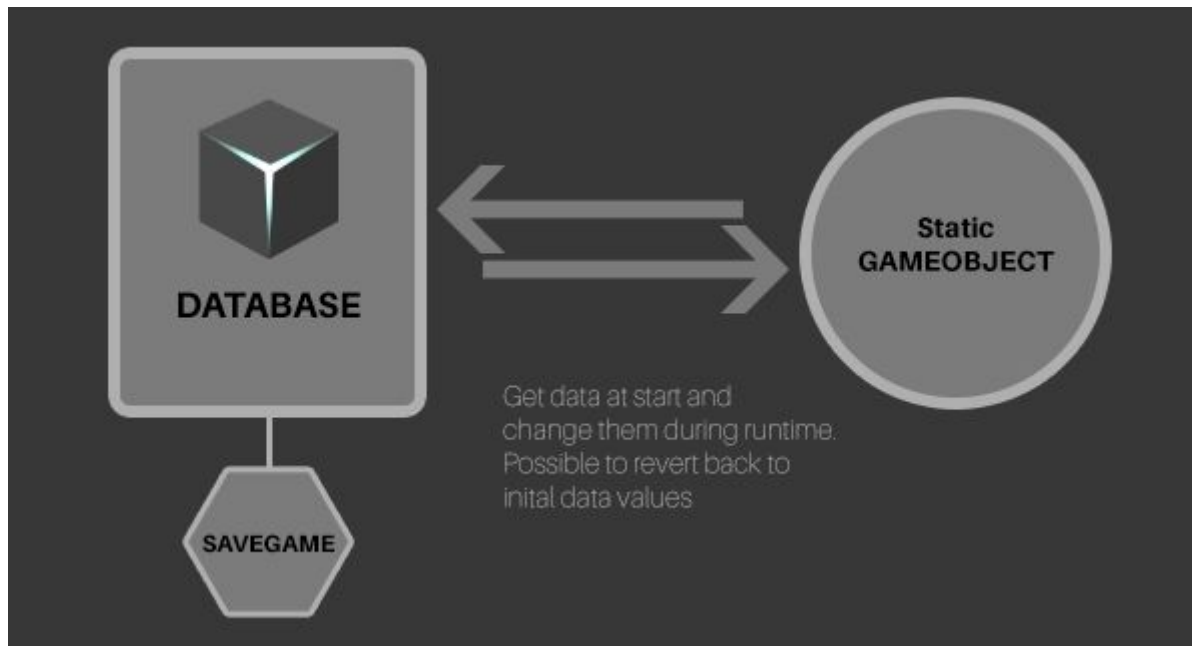 DATABASE
Static
GAMEOBJECT
Get data at start and
change them during runtime.
Possible to revert back to
inital data values
SAVEGAME